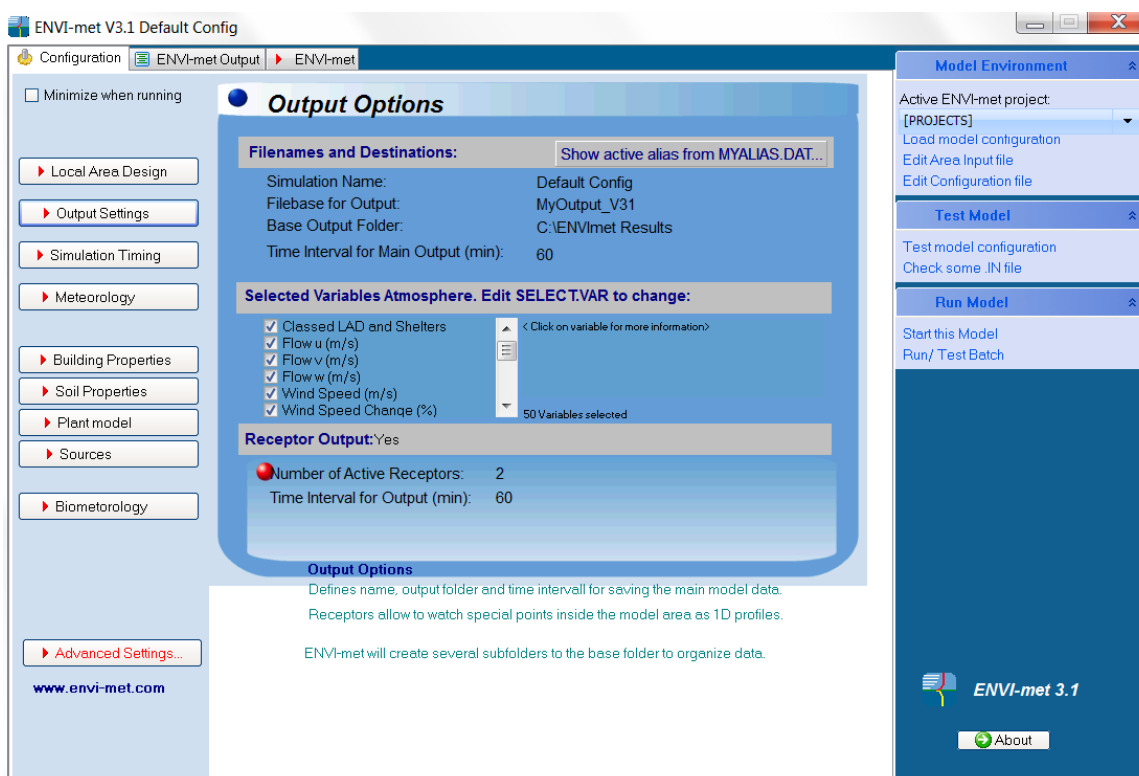 ENVI-met V3.1 Default Config
Configuration
ENVI-met Output
ENVI-met
Minimize when running
Local Area Design
Output Settings
Simulation Timing
Meteorology
Building Properties
Soil Properties
Plant model
Sources
Biometorology
Advanced Settings...
www.envi-met.com
Output Options
Filenames and Destinations:
Show active alias from MYALIAS.DAT...
Simulation Name: Default Config
Filebase for Output: MyOutput_V31
Base Output Folder: C:\ENVImet Results
Time Interval for Main Output (min): 60
Selected Variables Atmosphere. Edit SELECT.VAR to change:
Classed LAD and Shelters
Flow u (m/s)
Flow v (m/s)
Flow w (m/s)
Wind Speed (m/s)
Wind Speed Change (%)
< Click on variable for more information>
50 Variables selected
Receptor Output:Yes
Number of Active Receptors: 2
Time Interval for Output (min): 60
Output Options
Defines name, output folder and time intervall for saving the main model data.
Receptors allow to watch special points inside the model area as 1D profiles.
ENVI-met will create several subfolders to the base folder to organize data.
Model Environment
Active ENVI-met project:
[PROJECTS]
Load model configuration
Edit Area Input file
Edit Configuration file
Test Model
Test model configuration
Check some .IN file
Run Model
Start this Model
Run/ Test Batch
ENVI-met 3.1
About